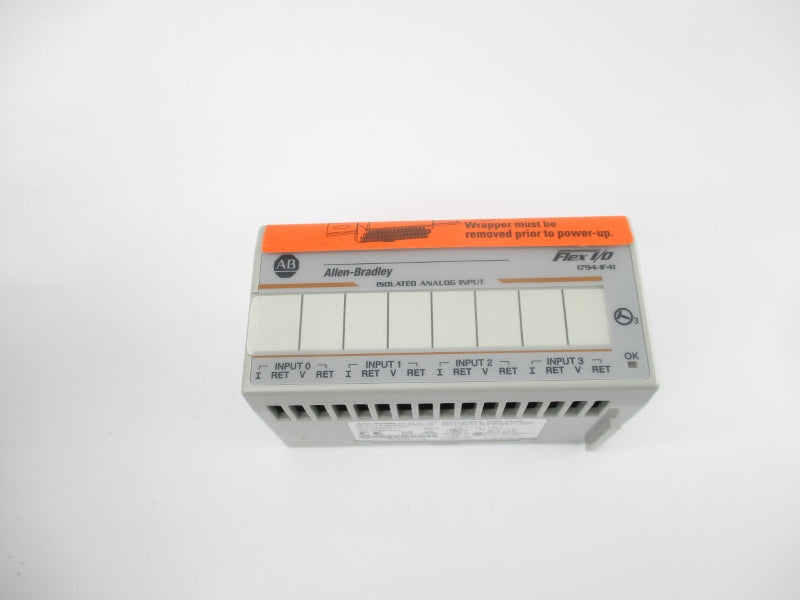 Wrapper must be
removed prior to power-up.
AB
Allen-Bradley
Flex I/O
1794-IF4I
ISOLATED ANALOG INPUT
3
OK
INPUT 0 INPUT 1 INPUT 2 INPUT 3
I RET V RET I RET V RET I RET V RET I RET V RET